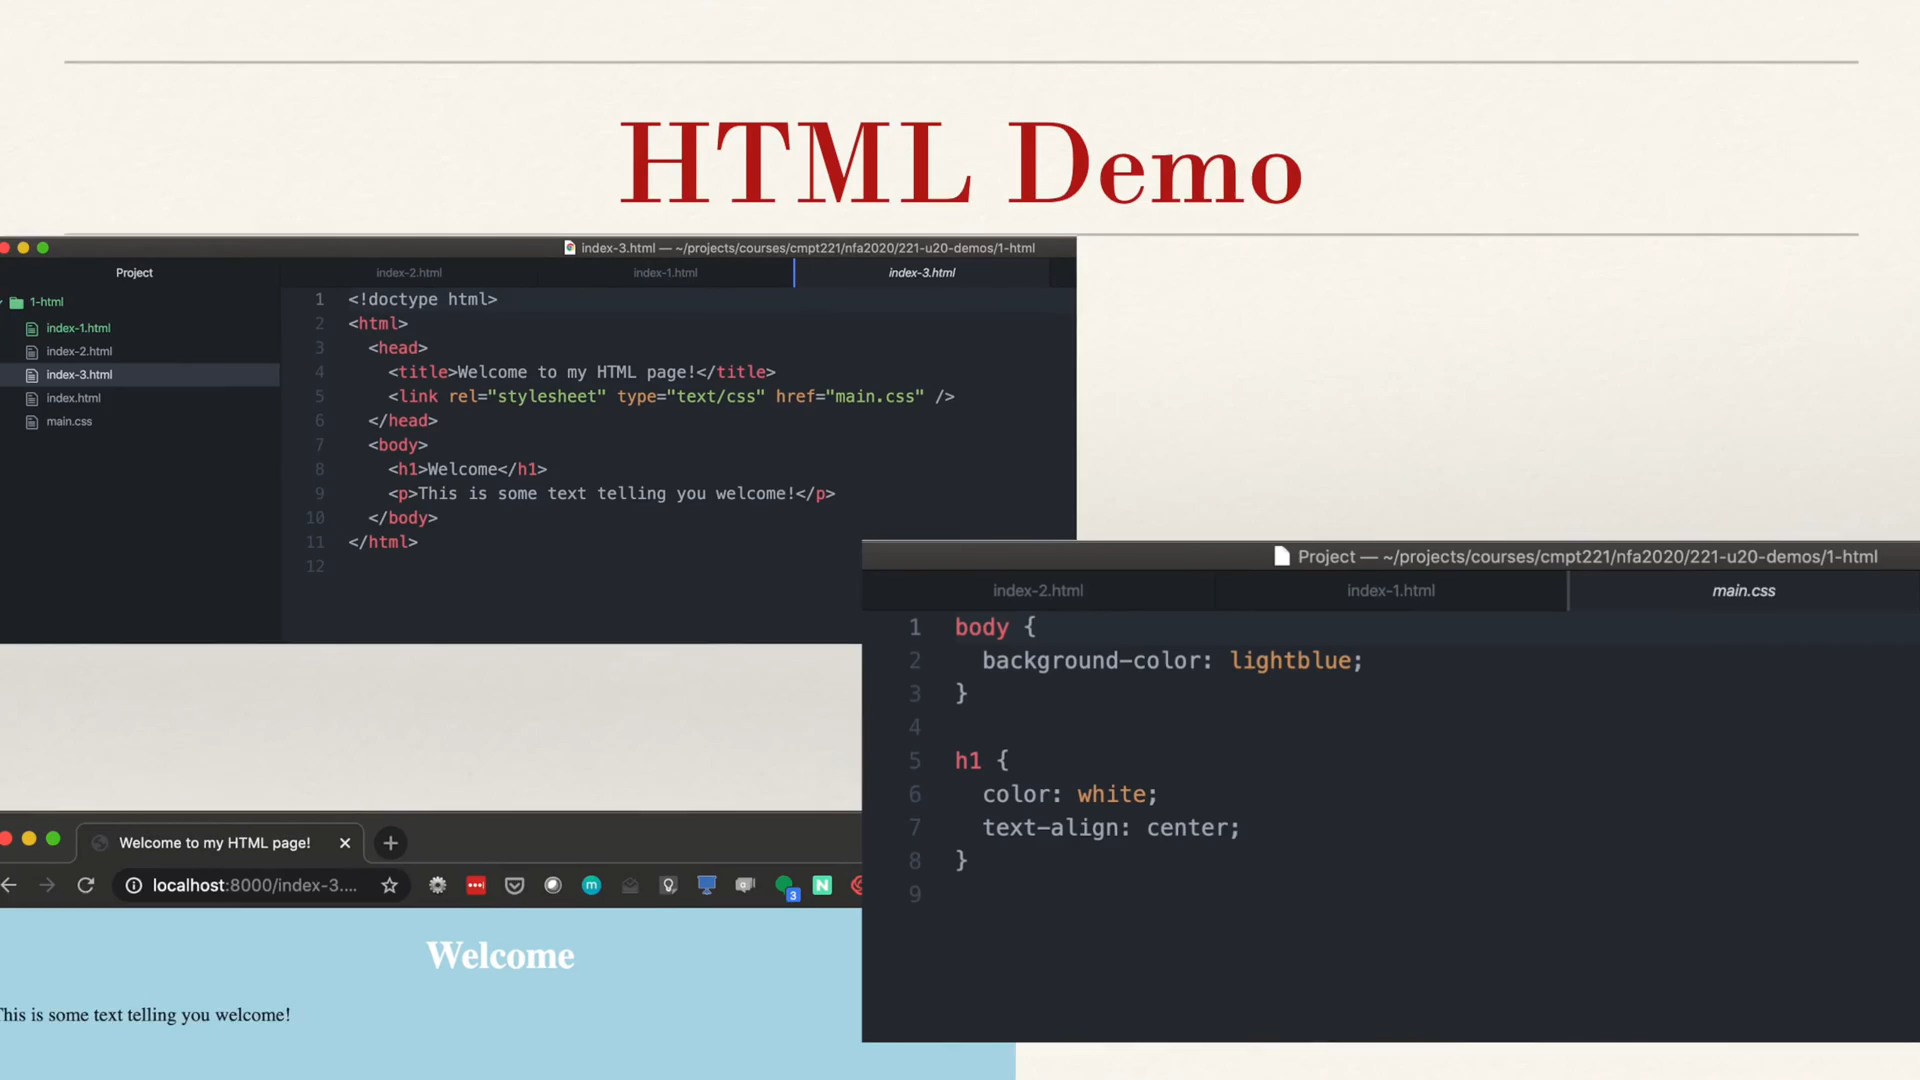 HTML Demo
index-3.html — ~/projects/courses/cmpt221/nfa2020/221-u20-demos/1-html
Project
index-2.html
index-1.html
index-3.html
1-html
index-1.html
index-2.html
index-3.html
index.html
main.css
1 <!doctype html>
2 <html>
3 <head>
4 <title>Welcome to my HTML page!</title>
5 <link rel="stylesheet" type="text/css" href="main.css" />
6 </head>
7 <body>
8 <h1>Welcome</h1>
9 <p>This is some text telling you welcome!</p>
10 </body>
11 </html>
12
Project — ~/projects/courses/cmpt221/nfa2020/221-u20-demos/1-html
index-2.html
index-1.html
main.css
1 body {
2 background-color: lightblue;
3 }
4
5 h1 {
6 color: white;
7 text-align: center;
8 }
9
Welcome to my HTML page!
localhost:8000/index-3....
m
3
N
Welcome
This is some text telling you welcome!